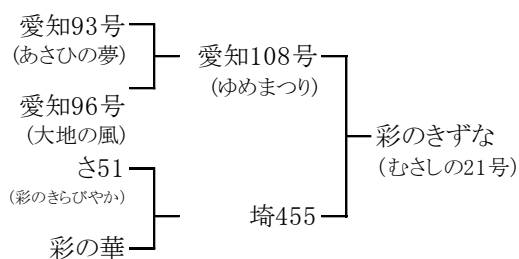 愛知93号
(あさひの夢)
愛知108号
(ゆめまつり)
愛知96号
(大地の風)
彩のきずな
(むさしの21号)
さ51
(彩のきらびやか)
埼455
彩の華